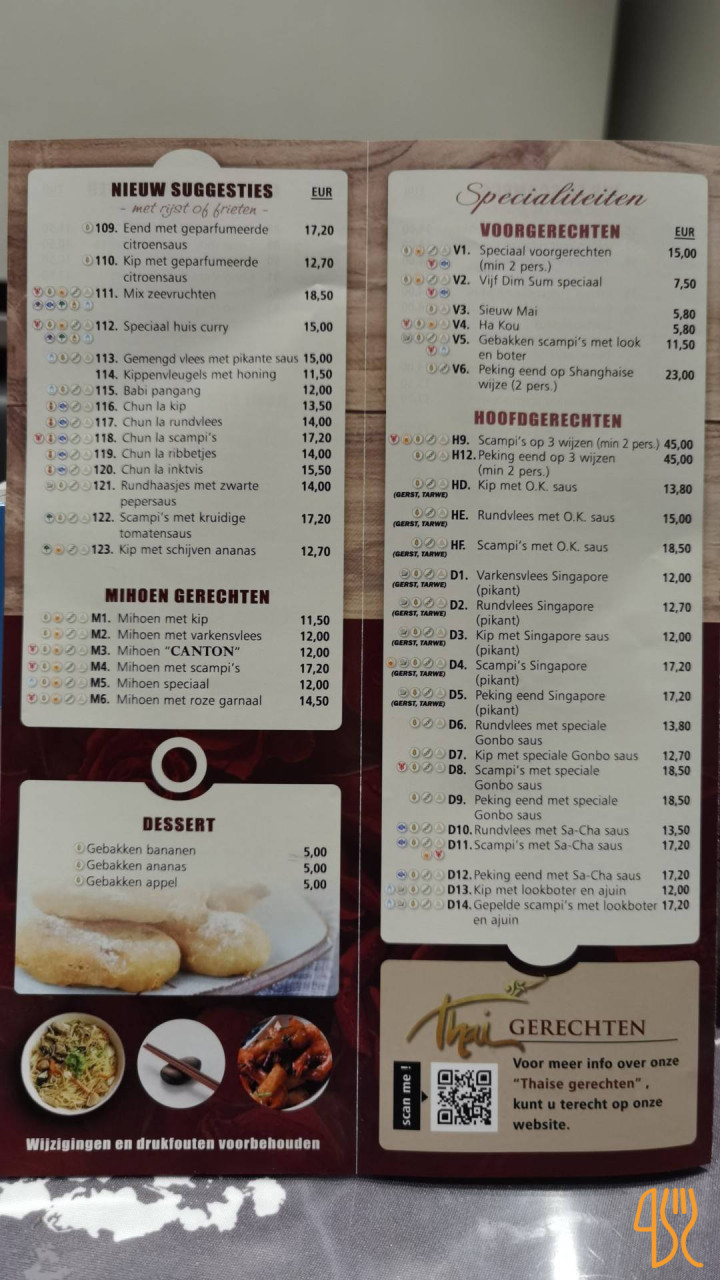 NIEUW SUGGESTIES EUR
- met rijst of frieten -
109. Eend met geparfumeerde 17,20
citroensaus
110. Kip met geparfumeerde 12,70
citroensaus
111. Mix zeevruchten 18,50
112. Speciaal huis curry 15,00
113. Gemengd vlees met pikante saus 15,00
114. Kippenvleugels met honing 11,50
115. Babi pangang 12,00
116. Chun la kip 13,50
117. Chun la rundvlees 14,00
118. Chun la scampi's 17,20
119. Chun la ribbetjes 14,00
120. Chun la inktvis 15,50
121. Rundhaasjes met zwarte 14,00
pepersaus
122. Scampi's met kruidige 17,20
tomatensaus
123. Kip met schijven ananas 12,70
MIHOEN GERECHTEN
M1. Mihoen met kip 11,50
M2. Mihoen met varkensvlees 12,00
M3. Mihoen "CANTON" 12,00
M4. Mihoen met scampi's 17,20
M5. Mihoen speciaal 12,00
M6. Mihoen met roze garnaal 14,50
DESSERT
Gebakken bananen 5,00
Gebakken ananas 5,00
Gebakken appel 5,00
Wijzigingen en drukfouten voorbehouden
Specialiteiten
VOORGERECHTEN EUR
V1. Speciaal voorgerechten 15,00
(min 2 pers.)
V2. Vijf Dim Sum speciaal 7,50
V3. Sieuw Mai 5,80
V4. Ha Kou 5,80
V5. Gebakken scampi's met look 11,50
en boter
V6. Peking eend op Shanghaise 23,00
wijze (2 pers.)
HOOFDGERECHTEN
H9. Scampi's op 3 wijzen (min 2 pers.) 45,00
H12. Peking eend op 3 wijzen 45,00
(min 2 pers.)
HD. Kip met O.K. saus 13,80
(GERST, TARWE)
HE. Rundvlees met O.K. saus 15,00
(GERST, TARWE)
HF. Scampi's met O.K. saus 18,50
(GERST, TARWE)
D1. Varkensvlees Singapore 12,00
(GERST, TARWE) (pikant)
D2. Rundvlees Singapore 12,70
(GERST, TARWE) (pikant)
D3. Kip met Singapore saus 12,00
(GERST, TARWE) (pikant)
D4. Scampi's Singapore 17,20
(GERST, TARWE) (pikant)
D5. Peking eend Singapore 17,20
(GERST, TARWE) (pikant)
D6. Rundvlees met speciale 13,80
Gonbo saus
D7. Kip met speciale Gonbo saus 12,70
D8. Scampi's met speciale 18,50
Gonbo saus
D9. Peking eend met speciale 18,50
Gonbo saus
D10. Rundvlees met Sa-Cha saus 13,50
D11. Scampi's met Sa-Cha saus 17,20
D12. Peking eend met Sa-Cha saus 17,20
D13. Kip met lookboter en ajuin 12,00
D14. Gepelde scampi's met lookboter 17,20
en ajuin
Thai GERECHTEN
scan me !
Voor meer info over onze
"Thaise gerechten" ,
kunt u terecht op onze
website.